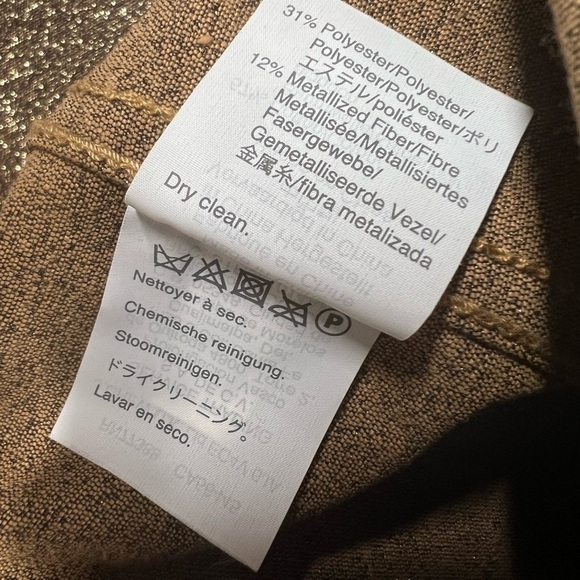 31% Polyester/Polyester/
Polyester/Polyester/ポリ
エステル/poliéster
12% Metallized Fiber/Fibre
Metallisée/Metallisiertes
Fasergewebe/
Gemetalliseerde Vezel/
金属糸/fibra metalizada
Dry clean.
P
Nettoyer à sec.
Chemische reinigung.
Stoomreinigen.
ドライクリーニング。
Lavar en seco.